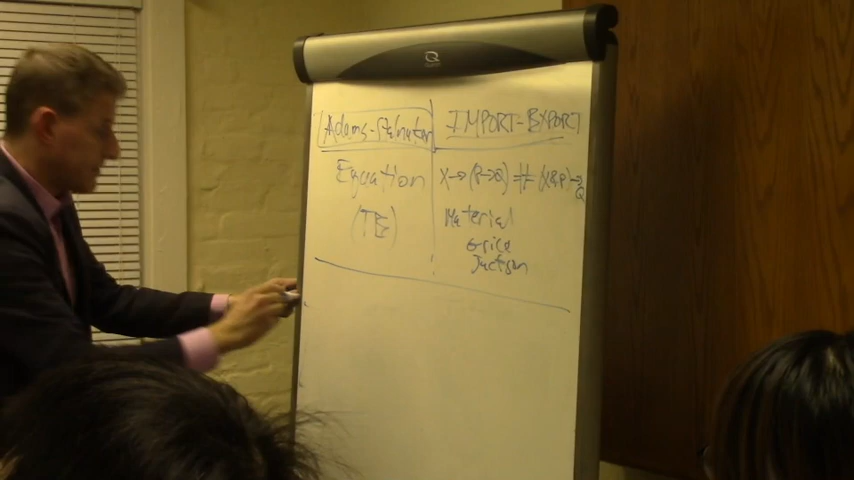 Adams-Stalnaker
IMPORT-EXPORT
Equation
(TE)
X→(P→Q) ⫤⊨ (X&P)→Q
Material
Grice
Jackson